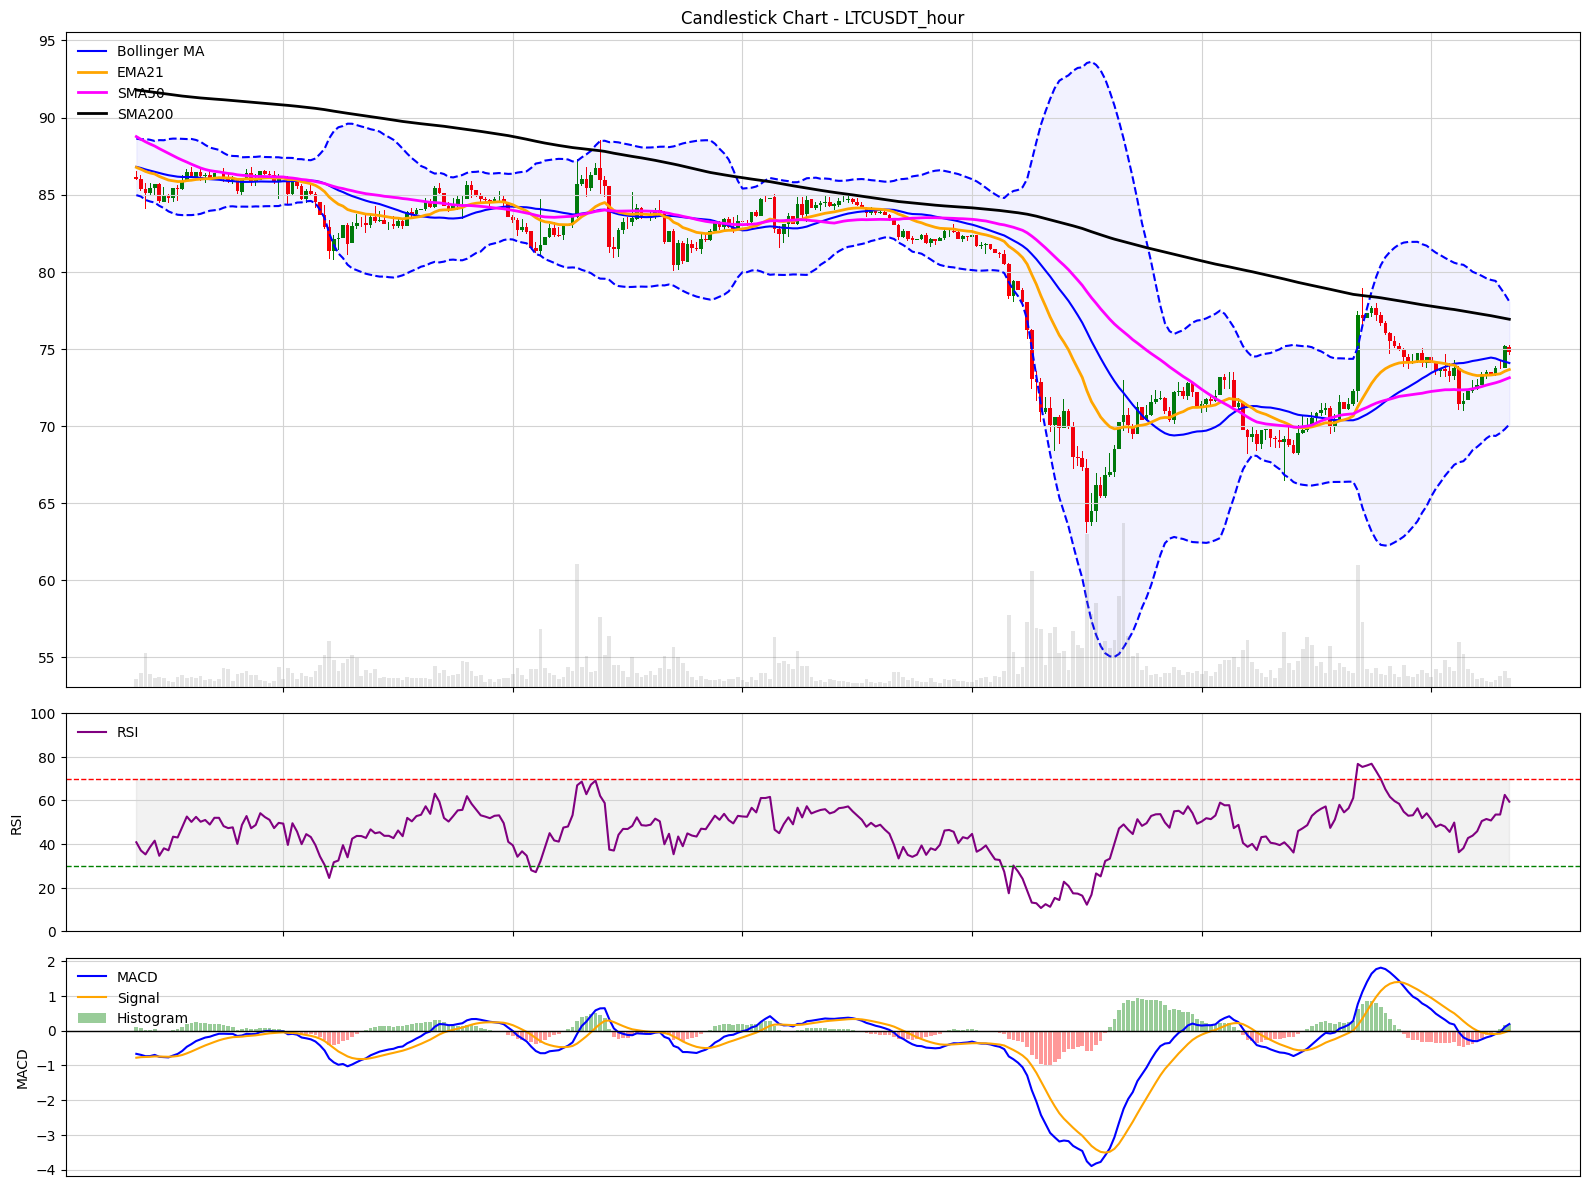 Candlestick Chart - LTCUSDT_hour
95
90
85
80
75
70
65
60
55
Bollinger MA
EMA21
SMA50
SMA200
100
80
60
40
20
0
RSI
RSI
2
1
0
−1
−2
−3
−4
MACD
MACD
Signal
Histogram